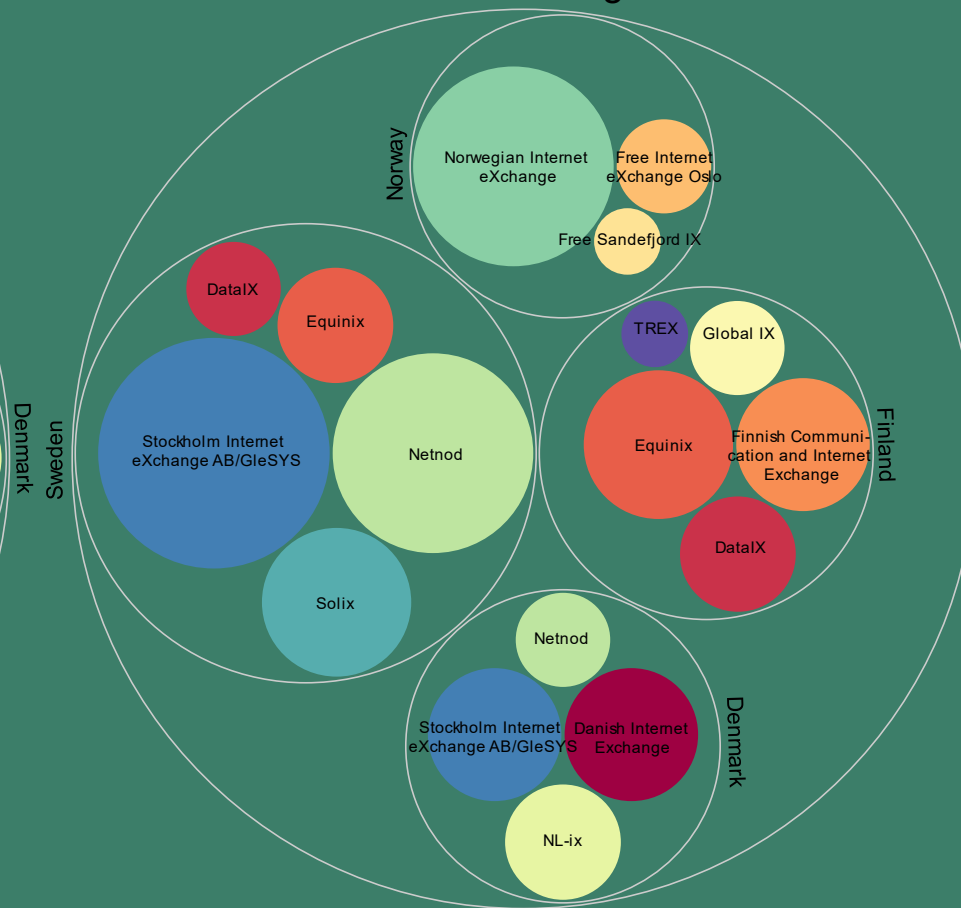 Norway
Norwegian Internet
eXchange
Free Internet
eXchange Oslo
Free Sandefjord IX
DataIX
Equinix
Stockholm Internet
eXchange AB/GleSYS
Netnod
Solix
Sweden
Denmark
TREX
Global IX
Equinix
Finnish Communi-
cation and Internet
Exchange
DataIX
Finland
Netnod
Stockholm Internet
eXchange AB/GleSYS
Danish Internet
Exchange
NL-ix
Denmark